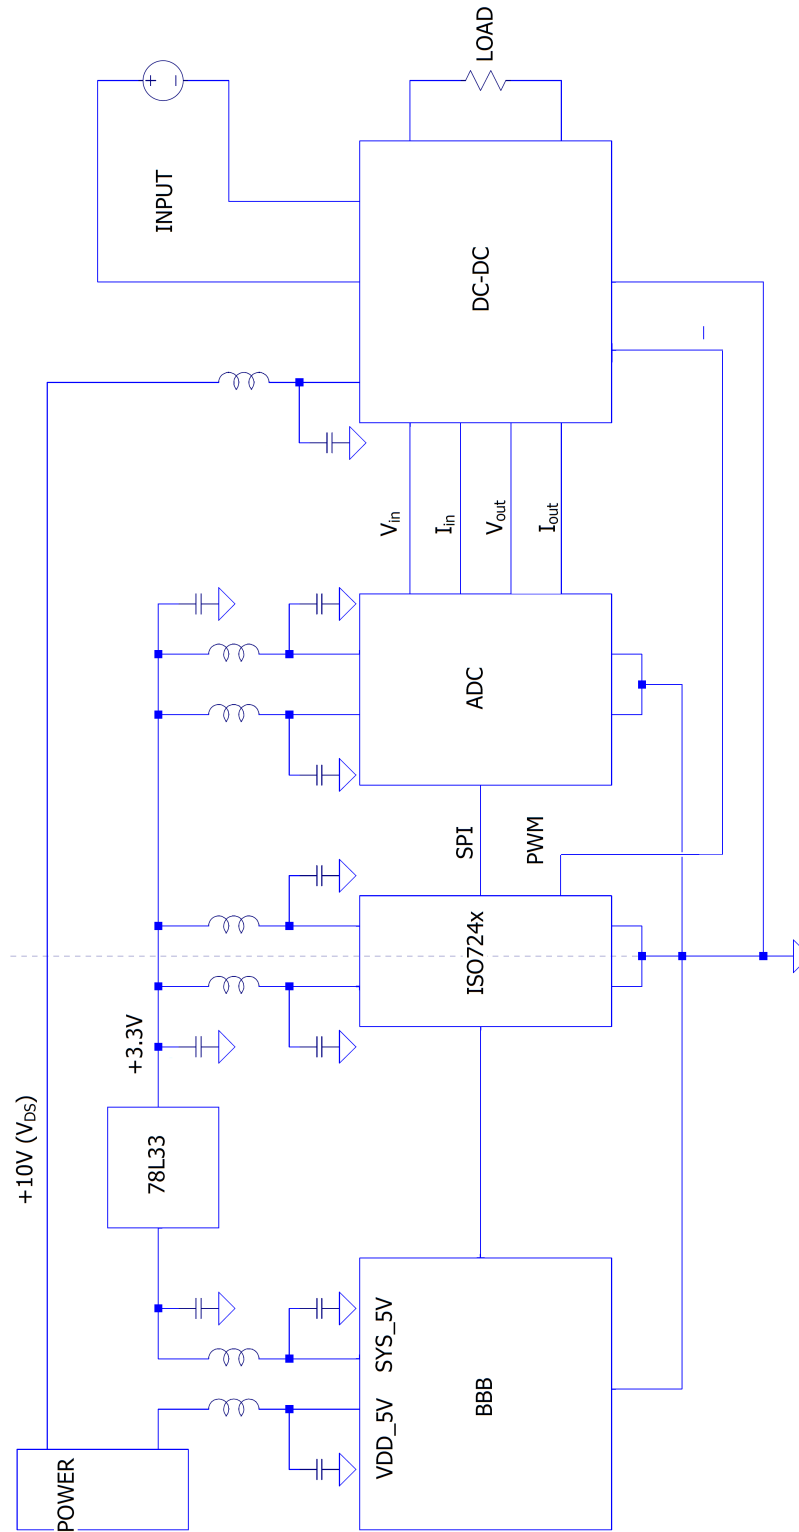 POWER
+10V (VDS)
78L33
+3.3V
INPUT
+ −
VDD_5V
SYS_5V
BBB
ISO724x
SPI
PWM
ADC
Vin
Iin
Vout
Iout
DC-DC
LOAD